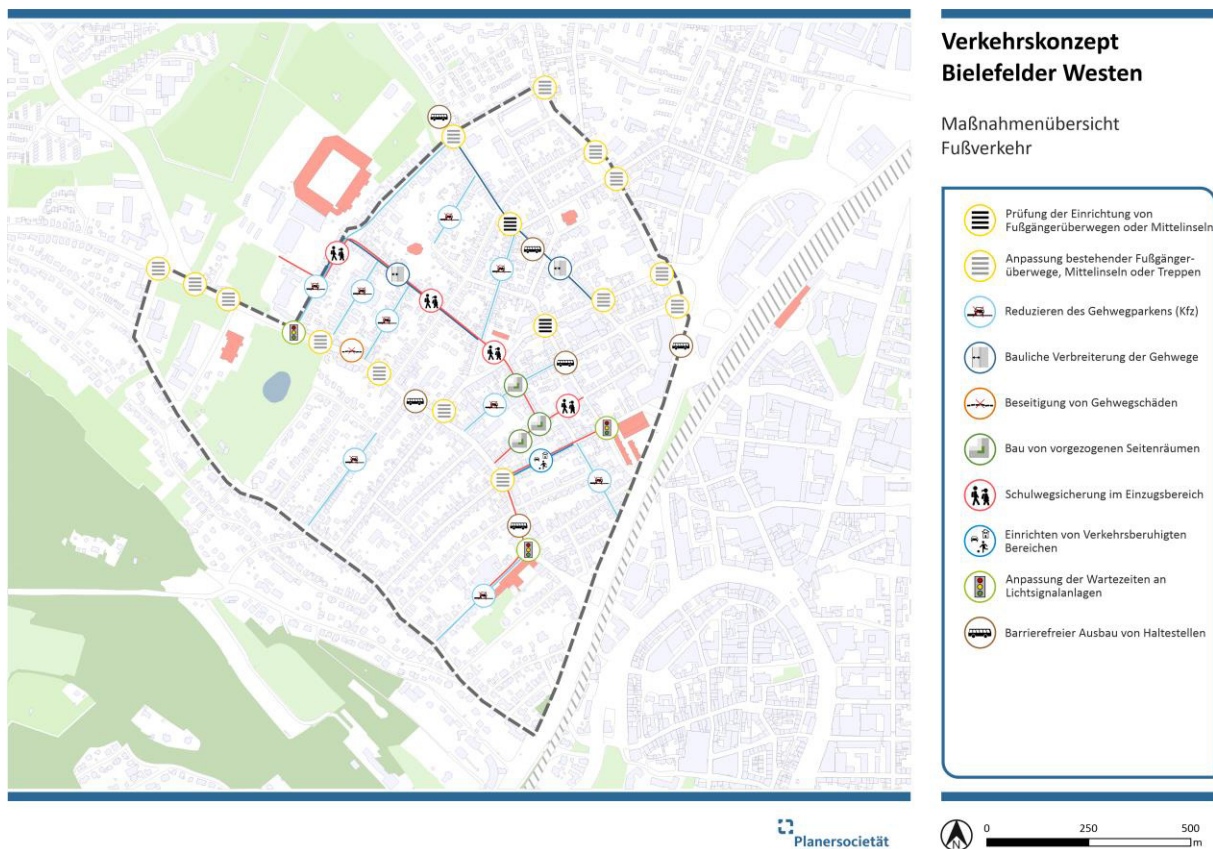 Verkehrskonzept
Bielefelder Westen
Maßnahmenübersicht
Fußverkehr
Prüfung der Einrichtung von
Fußgängerüberwegen oder Mittelinseln
Anpassung bestehender Fußgänger-
überwege, Mittelinseln oder Treppen
Reduzieren des Gehwegparkens (Kfz)
Bauliche Verbreiterung der Gehwege
Beseitigung von Gehwegschäden
Bau von vorgezogenen Seitenräumen
Schulwegsicherung im Einzugsbereich
Einrichten von Verkehrsberuhigten
Bereichen
Anpassung der Wartezeiten an
Lichtsignalanlagen
Barrierefreier Ausbau von Haltestellen
Planersocietät
N
0 250 500
m